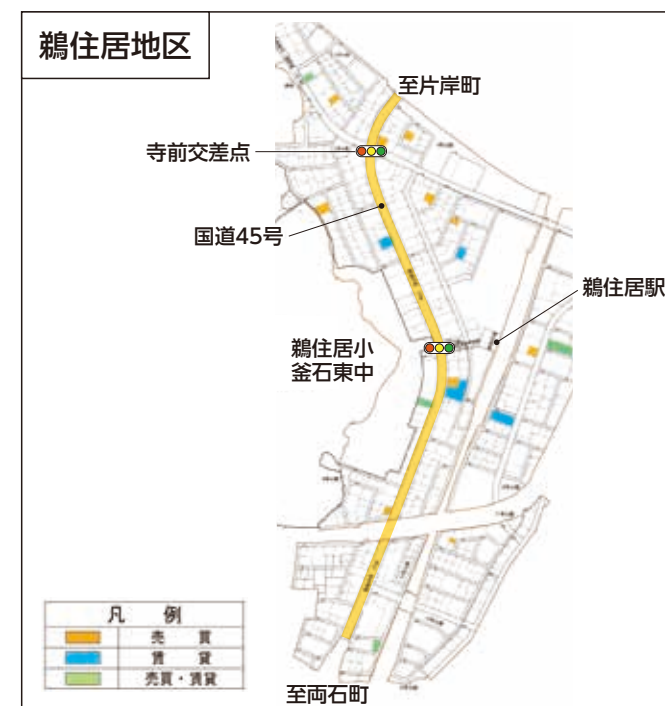 鵜住居地区
至片岸町
寺前交差点
国道45号
鵜住居駅
鵜住居小
釜石東中
凡 例
売 買
賃 貸
売買・賃貸
至両石町